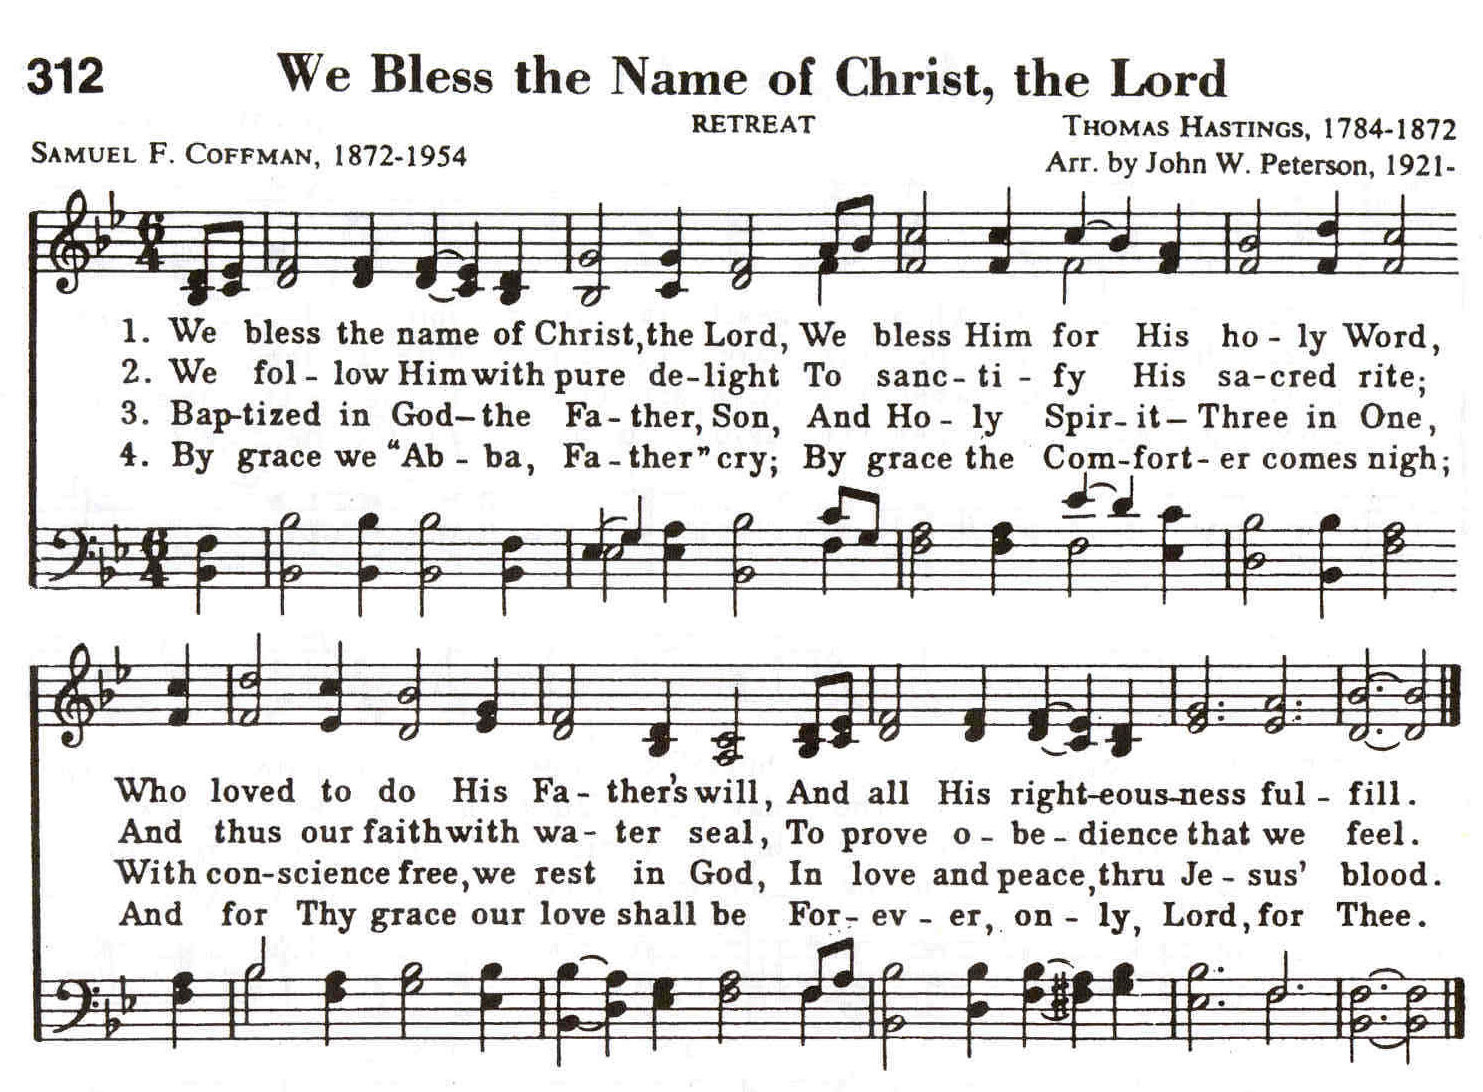 312 We Bless the Name of Christ, the Lord
RETREAT
THOMAS HASTINGS, 1784-1872
SAMUEL F. COFFMAN, 1872-1954
Arr. by John W. Peterson, 1921-
6 4
1. We bless the name of Christ, the Lord, We bless Him for His ho - ly Word,
2. We fol - low Him with pure de - light To sanc - ti - fy His sa - cred rite;
3. Bap - tized in God — the Fa - ther, Son, And Ho - ly Spir - it — Three in One,
4. By grace we "Ab - ba, Fa - ther" cry; By grace the Com - fort - er comes nigh;
6 4
Who loved to do His Fa - ther's will, And all His right - eous - ness ful - fill.
And thus our faith with wa - ter seal, To prove o - be - dience that we feel.
With con - science free, we rest in God, In love and peace, thru Je - sus' blood.
And for Thy grace our love shall be For - ev - er, on - ly, Lord, for Thee.